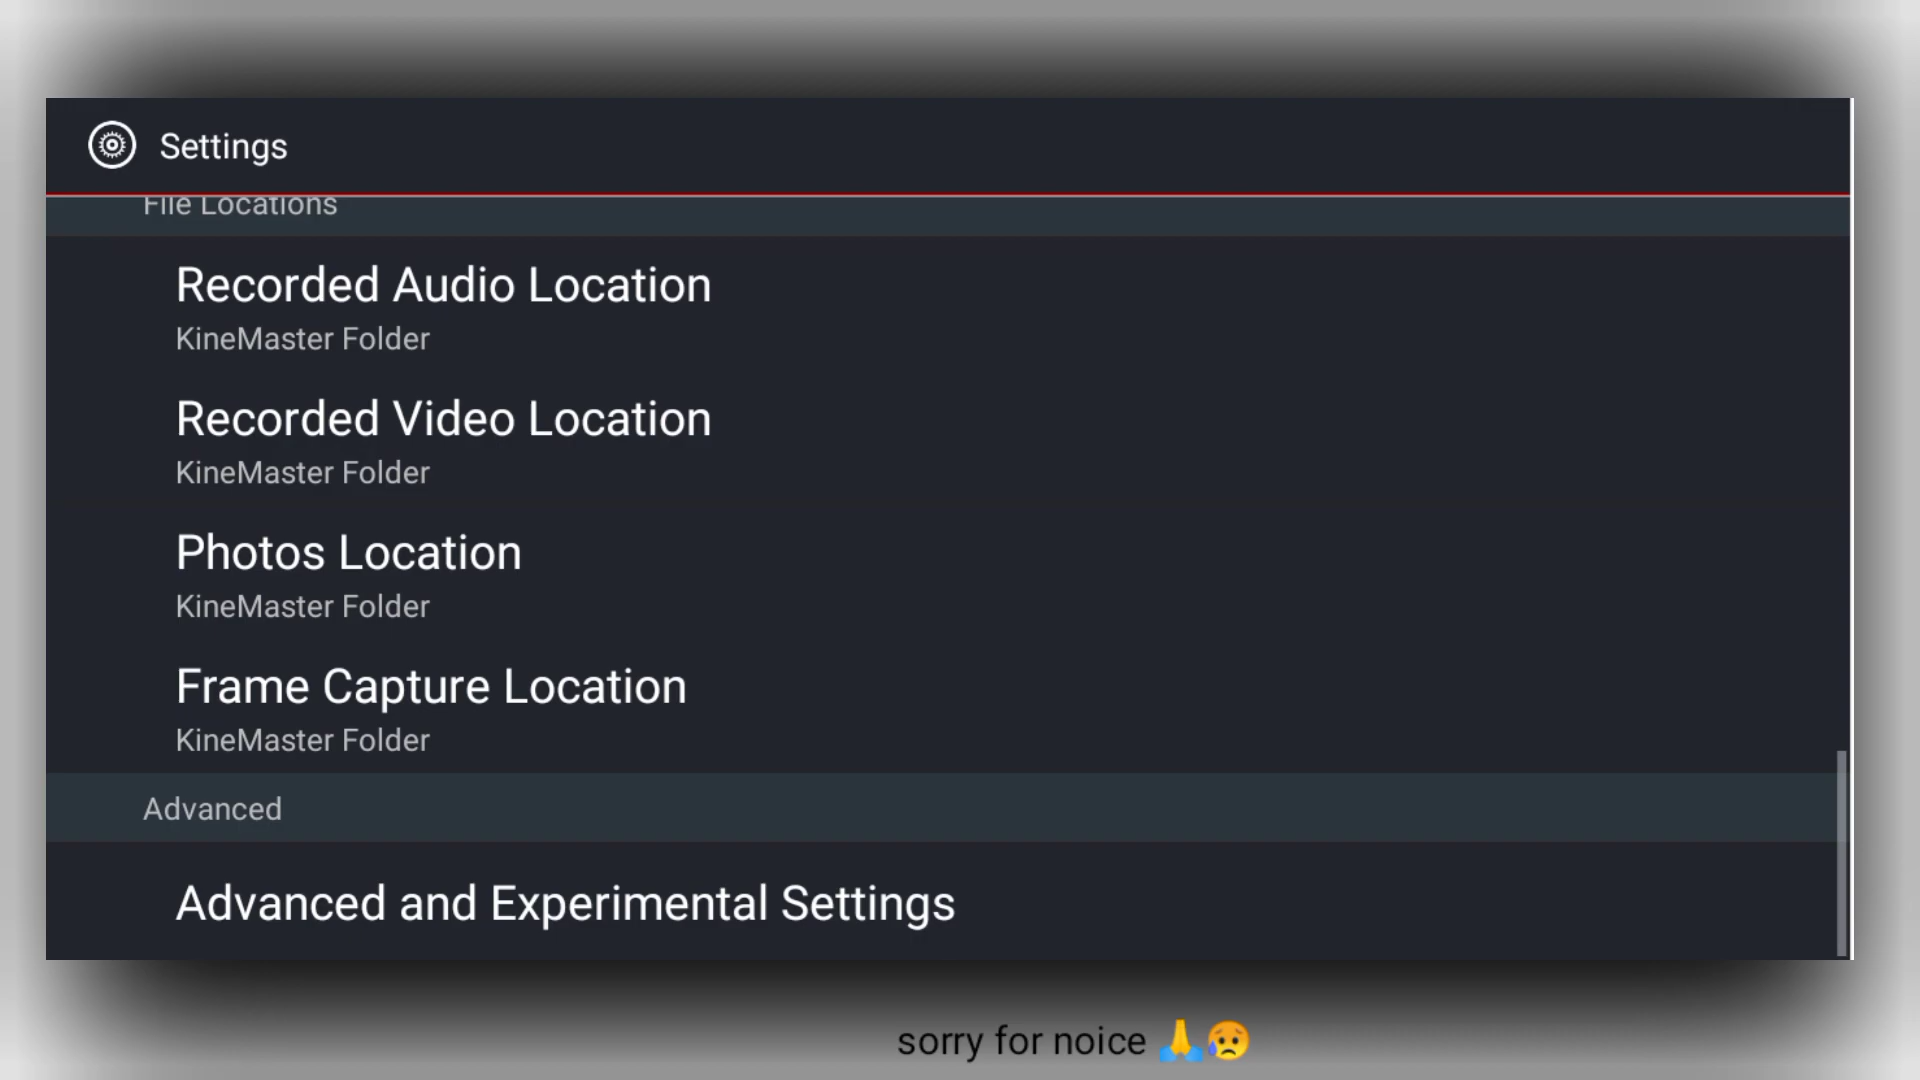 Settings
File Locations
Recorded Audio Location
KineMaster Folder
Recorded Video Location
KineMaster Folder
Photos Location
KineMaster Folder
Frame Capture Location
KineMaster Folder
Advanced
Advanced and Experimental Settings
sorry for noice 🙏😥